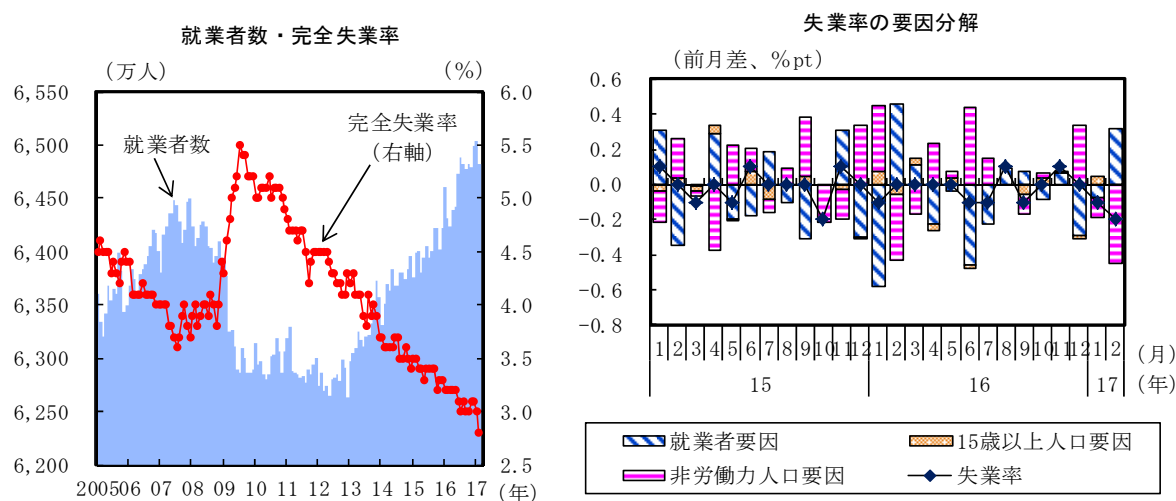 就業者数・完全失業率
（万人）
（%）
6,550
6,500
6,450
6,400
6,350
6,300
6,250
6,200
6.0
5.5
5.0
4.5
4.0
3.5
3.0
2.5
就業者数
完全失業率
（右軸）
2005 06 07 08 09 10 11 12 13 14 15 16 17
（年）
失業率の要因分解
（前月差、%pt）
0.6
0.4
0.2
0.0
-0.2
-0.4
-0.6
-0.8
1 2 3 4 5 6 7 8 9 10 11 12 1 2 3 4 5 6 7 8 9 10 11 12 1 2 （月）
15 16 17 （年）
就業者要因 15歳以上人口要因
非労働力人口要因 失業率